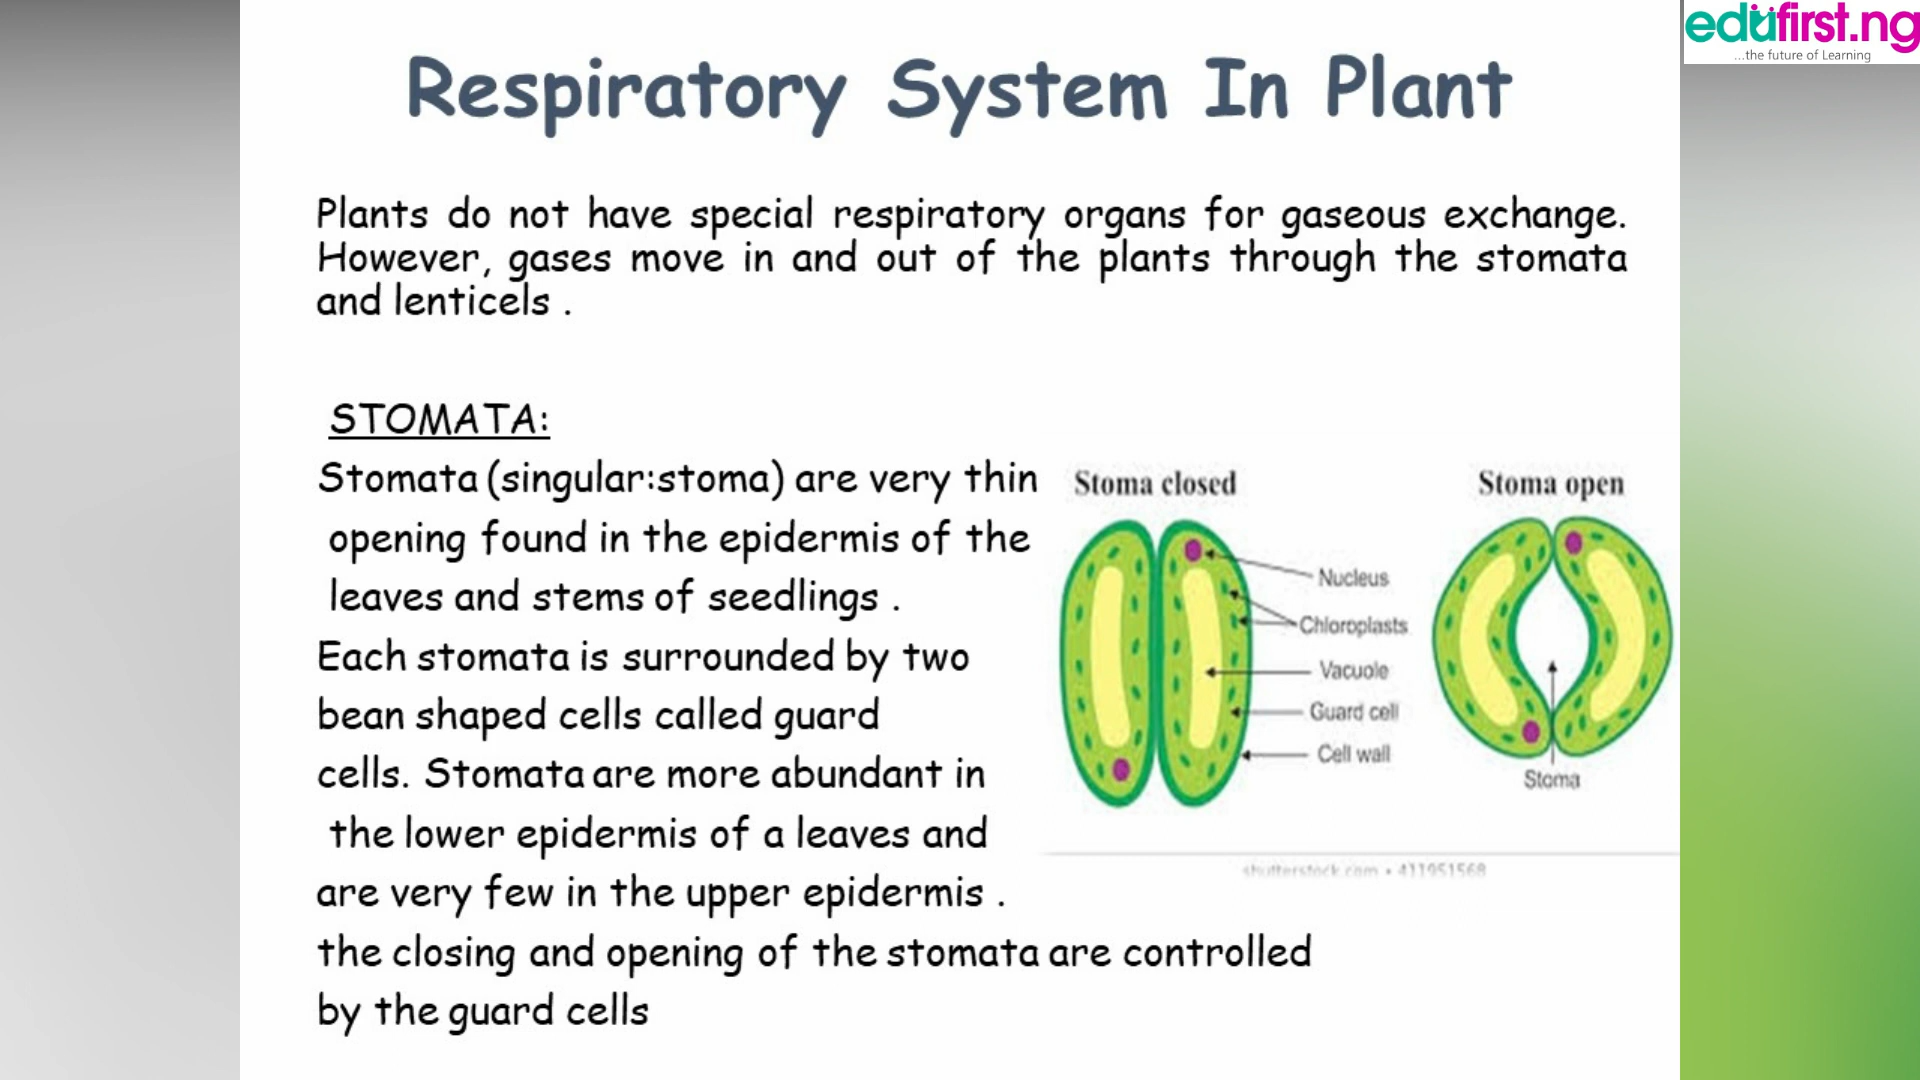 edufirst.ng
...the future of Learning
Respiratory System In Plant
Plants do not have special respiratory organs for gaseous exchange.
However, gases move in and out of the plants through the stomata
and lenticels .
STOMATA:
Stomata (singular:stoma) are very thin
opening found in the epidermis of the
leaves and stems of seedlings .
Each stomata is surrounded by two
bean shaped cells called guard
cells. Stomata are more abundant in
the lower epidermis of a leaves and
are very few in the upper epidermis .
the closing and opening of the stomata are controlled
by the guard cells
Stoma closed
Stoma open
Nucleus
Chloroplasts
Vacuole
Guard cell
Cell wall
Stoma
shutterstock.com • 411951568